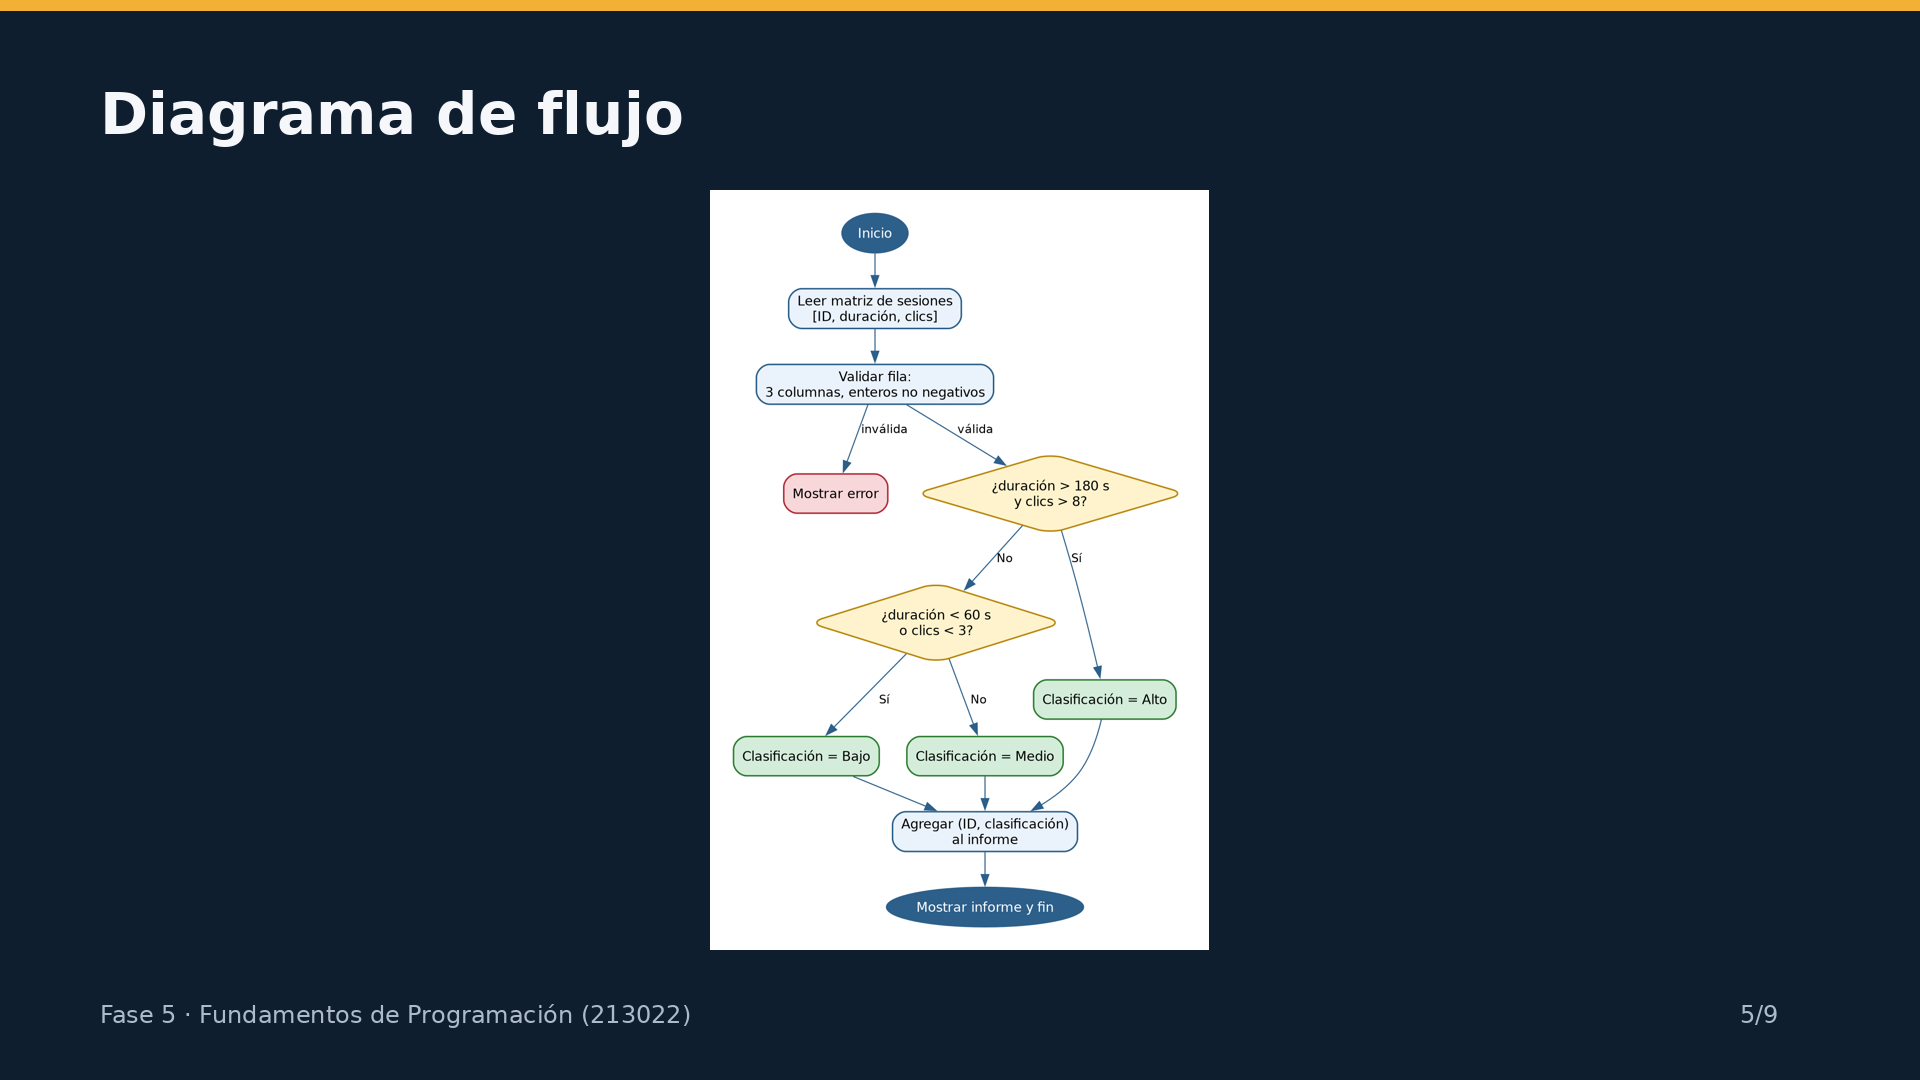 Diagrama de flujo
Inicio
Leer matriz de sesiones
[ID, duración, clics]
Validar fila:
3 columnas, enteros no negativos
inválida
válida
Mostrar error
¿duración > 180 s
y clics > 8?
No
Sí
¿duración < 60 s
o clics < 3?
Sí
No
Clasificación = Alto
Clasificación = Bajo
Clasificación = Medio
Agregar (ID, clasificación)
al informe
Mostrar informe y fin
Fase 5 · Fundamentos de Programación (213022)
5/9